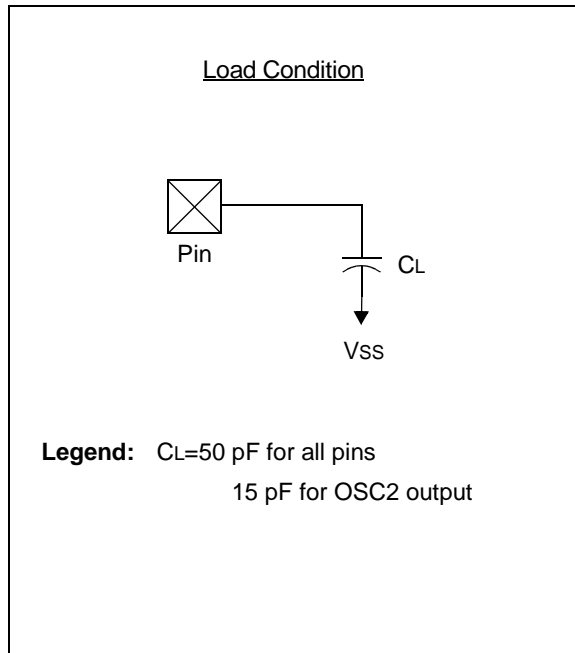 Load Condition
Pin
CL
VSS
Legend: CL=50 pF for all pins
15 pF for OSC2 output